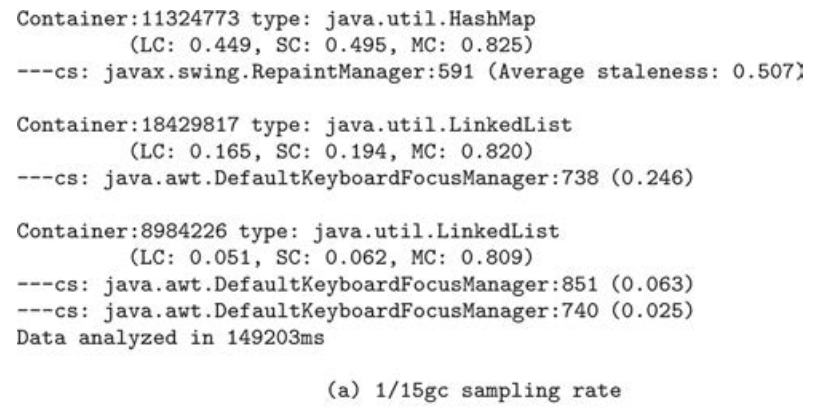 Container:11324773 type: java.util.HashMap
(LC: 0.449, SC: 0.495, MC: 0.825)
---cs: javax.swing.RepaintManager:591 (Average staleness: 0.507)
Container:18429817 type: java.util.LinkedList
(LC: 0.165, SC: 0.194, MC: 0.820)
---cs: java.awt.DefaultKeyboardFocusManager:738 (0.246)
Container:8984226 type: java.util.LinkedList
(LC: 0.051, SC: 0.062, MC: 0.809)
---cs: java.awt.DefaultKeyboardFocusManager:851 (0.063)
---cs: java.awt.DefaultKeyboardFocusManager:740 (0.025)
Data analyzed in 149203ms
(a) 1/15gc sampling rate